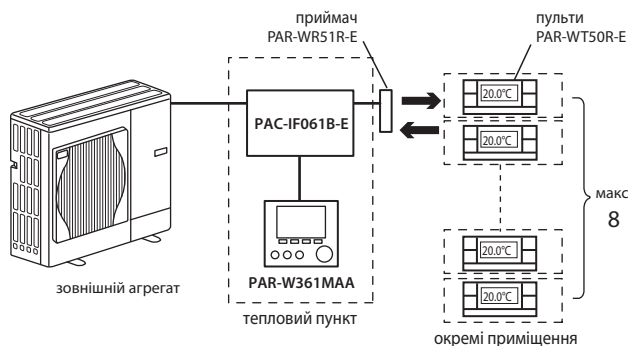 приймач
PAR-WR51R-E
пульти
PAR-WT50R-E
PAC-IF061B-E
PAR-W361MAA
зовнішній агрегат
тепловий пункт
20.0°C
20.0°C
20.0°C
20.0°C
макс
8
окремі приміщення